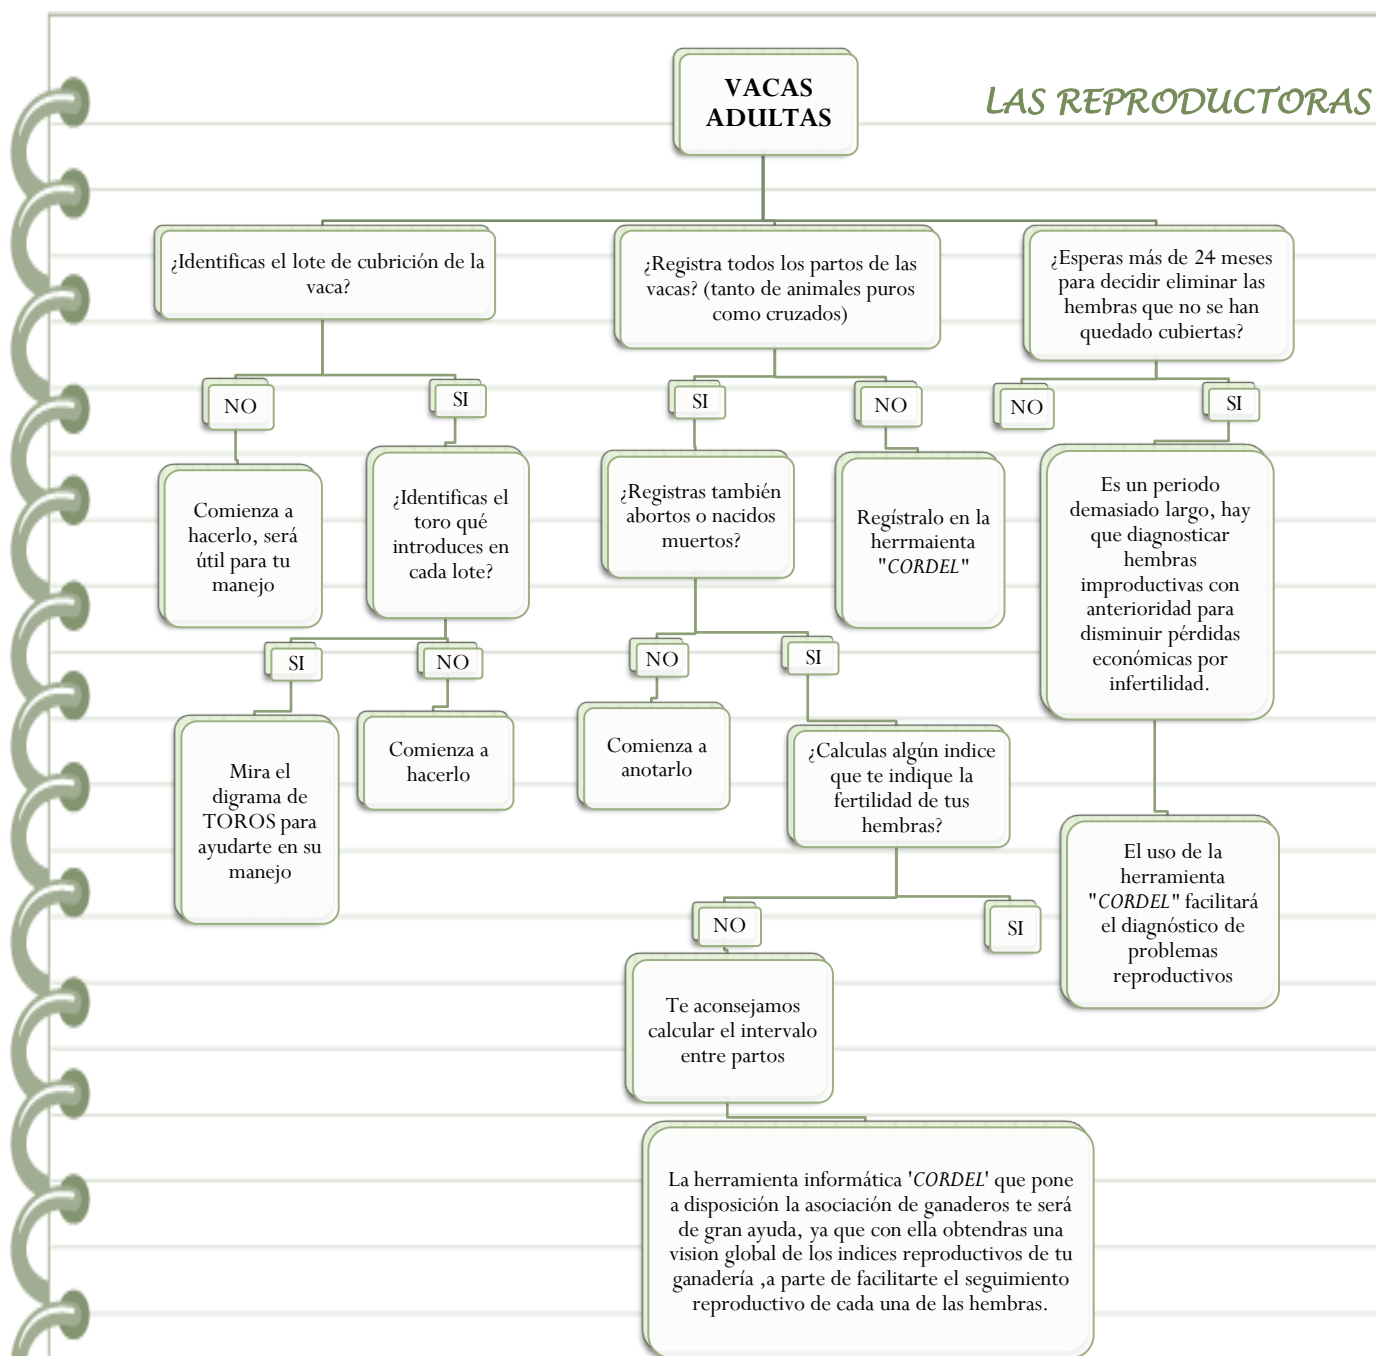 VACAS
ADULTAS
LAS REPRODUCTORAS
¿Identificas el lote de cubrición de la
vaca?
¿Registra todos los partos de las
vacas? (tanto de animales puros
como cruzados)
¿Esperas más de 24 meses
para decidir eliminar las
hembras que no se han
quedado cubiertas?
NO
SI
SI
NO
NO
SI
Comienza a
hacerlo, será
útil para tu
manejo
¿Identificas el
toro qué
introduces en
cada lote?
¿Registras también
abortos o nacidos
muertos?
Regístralo en la
herrmaienta
"CORDEL"
Es un periodo
demasiado largo, hay
que diagnosticar
hembras
improductivas con
anterioridad para
disminuir pérdidas
económicas por
infertilidad.
SI
NO
NO
SI
Mira el
digrama de
TOROS para
ayudarte en su
manejo
Comienza a
hacerlo
Comienza a
anotarlo
¿Calculas algún indice
que te indique la
fertilidad de tus
hembras?
El uso de la
herramienta
"CORDEL" facilitará
el diagnóstico de
problemas
reproductivos
NO
SI
Te aconsejamos
calcular el intervalo
entre partos
La herramienta informática 'CORDEL' que pone
a disposición la asociación de ganaderos te será
de gran ayuda, ya que con ella obtendras una
vision global de los indices reproductivos de tu
ganadería ,a parte de facilitarte el seguimiento
reproductivo de cada una de las hembras.